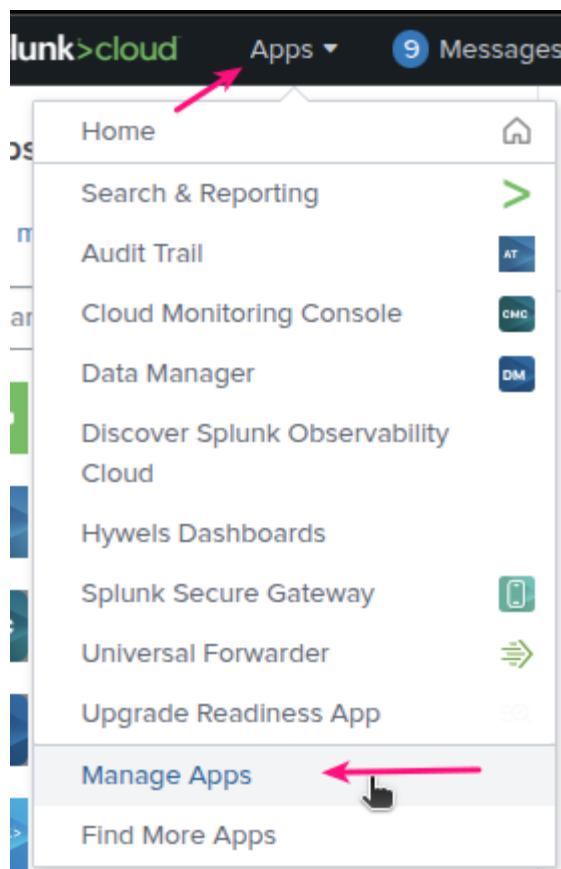 lunk>cloud Apps 9 Messages
Home
Search & Reporting
Audit Trail AT
Cloud Monitoring Console CMC
Data Manager DM
Discover Splunk Observability
Cloud
Hywels Dashboards
Splunk Secure Gateway
Universal Forwarder
Upgrade Readiness App
Manage Apps
Find More Apps